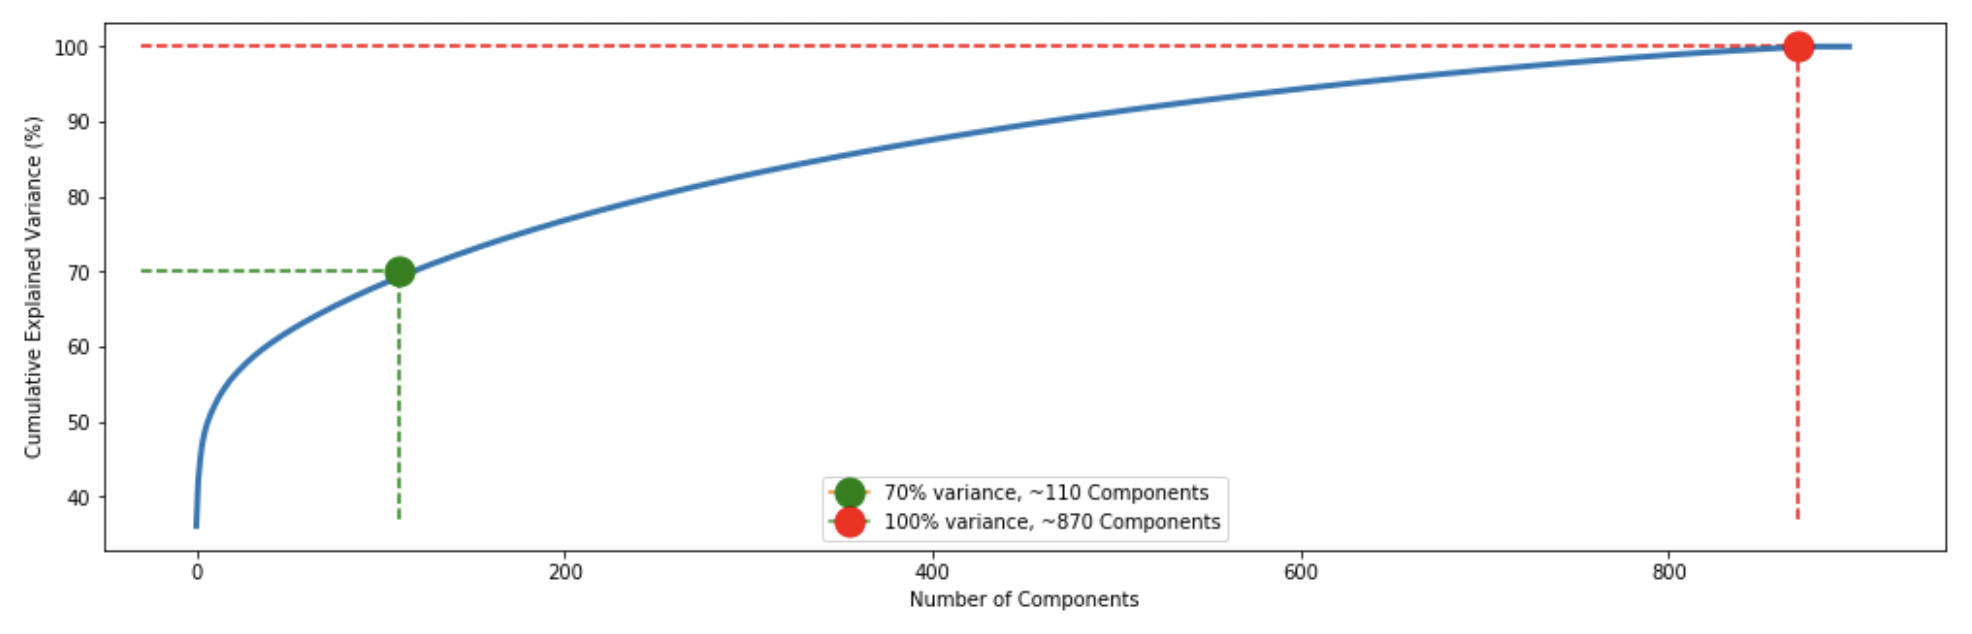 100
90
80
70
60
50
40
Cumulative Explained Variance (%)
70% variance, ~110 Components
100% variance, ~870 Components
0 200 400 600 800
Number of Components